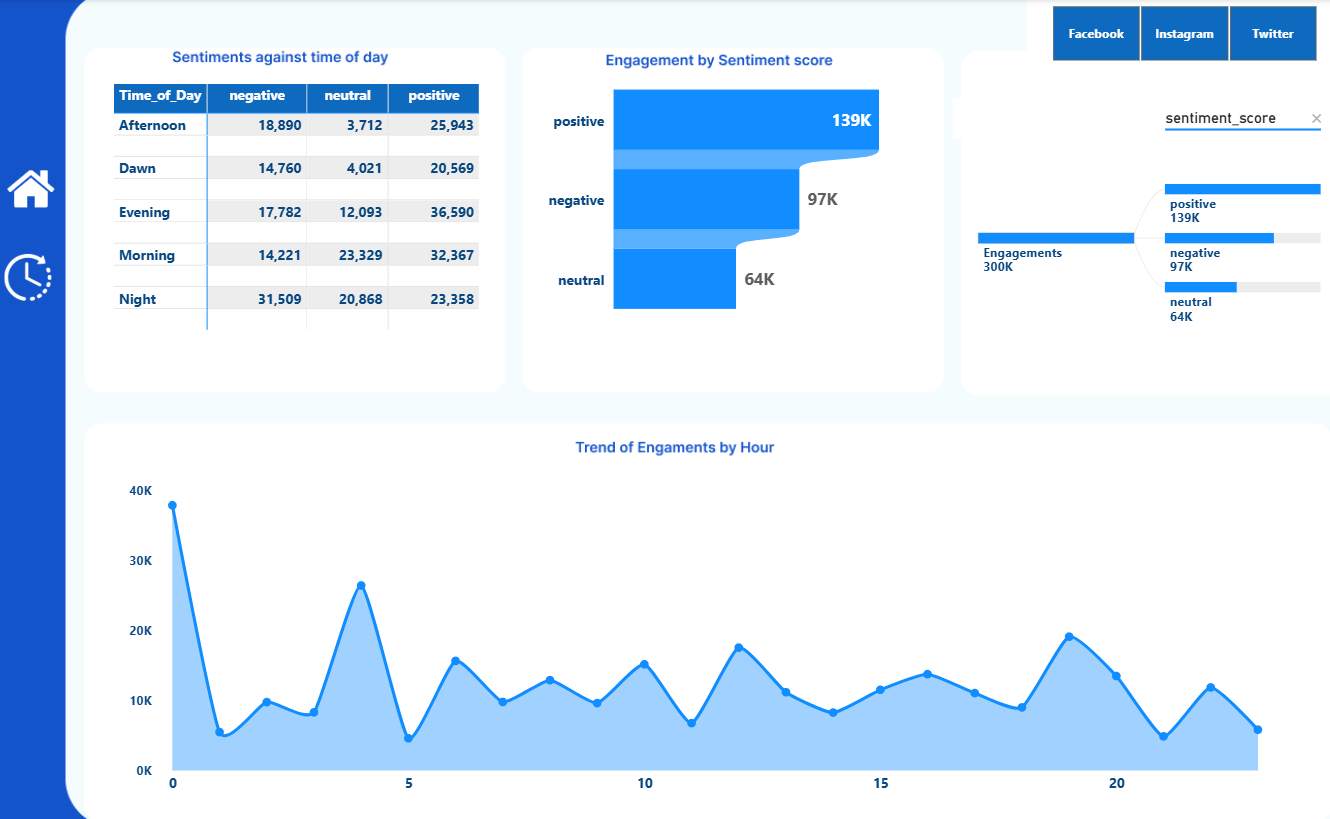 Facebook Instagram Twitter
Sentiments against time of day
Time_of_Day negative neutral positive
Afternoon 18,890 3,712 25,943
Dawn 14,760 4,021 20,569
Evening 17,782 12,093 36,590
Morning 14,221 23,329 32,367
Night 31,509 20,868 23,358
Engagement by Sentiment score
positive 139K
negative 97K
neutral 64K
sentiment_score ×
Engagements
300K
positive
139K
negative
97K
neutral
64K
Trend of Engaments by Hour
40K
30K
20K
10K
0K
0 5 10 15 20